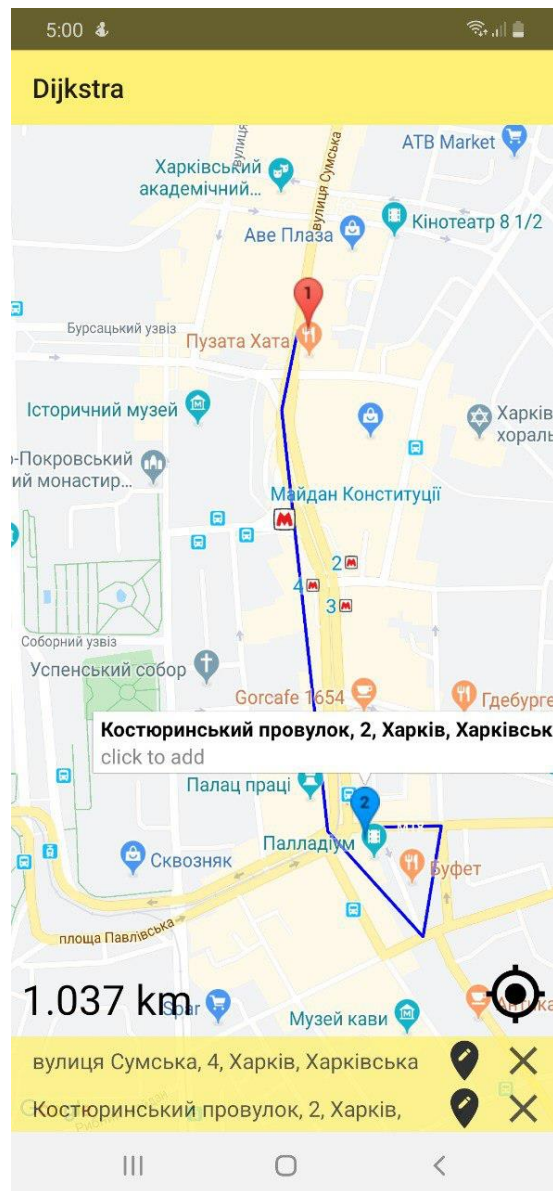 5:00
Dijkstra
вулиця
ATB Market
Харківський
академічний...
вулиця Сумська
Кінотеатр 8 1/2
Аве Плаза
1
Бурсацький узвіз
Пузата Хата
Історичний музей
Харків
хораль
о-Покровський
ий монастир...
Майдан Конституції
М
2 М
4 М
3 М
Соборний узвіз
Успенський собор
Gorcafe 1654
Гдебурге
Костюринський провулок, 2, Харків, Харківськ
click to add
Палац праці
2
Палладіум
Сквозняк
Буфет
площа Павлівська
1.037 km
Spar
Музей кави
Антика
вулиця Сумська, 4, Харків, Харківська
Костюринський провулок, 2, Харків,